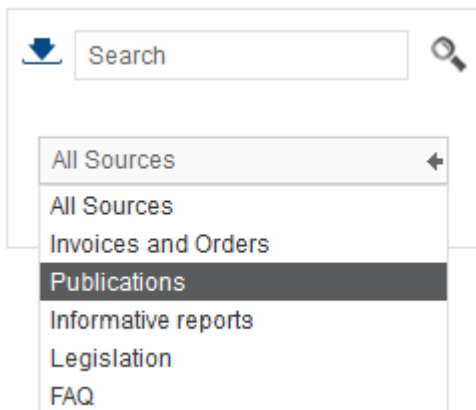 Search
All Sources
All Sources
Invoices and Orders
Publications
Informative reports
Legislation
FAQ